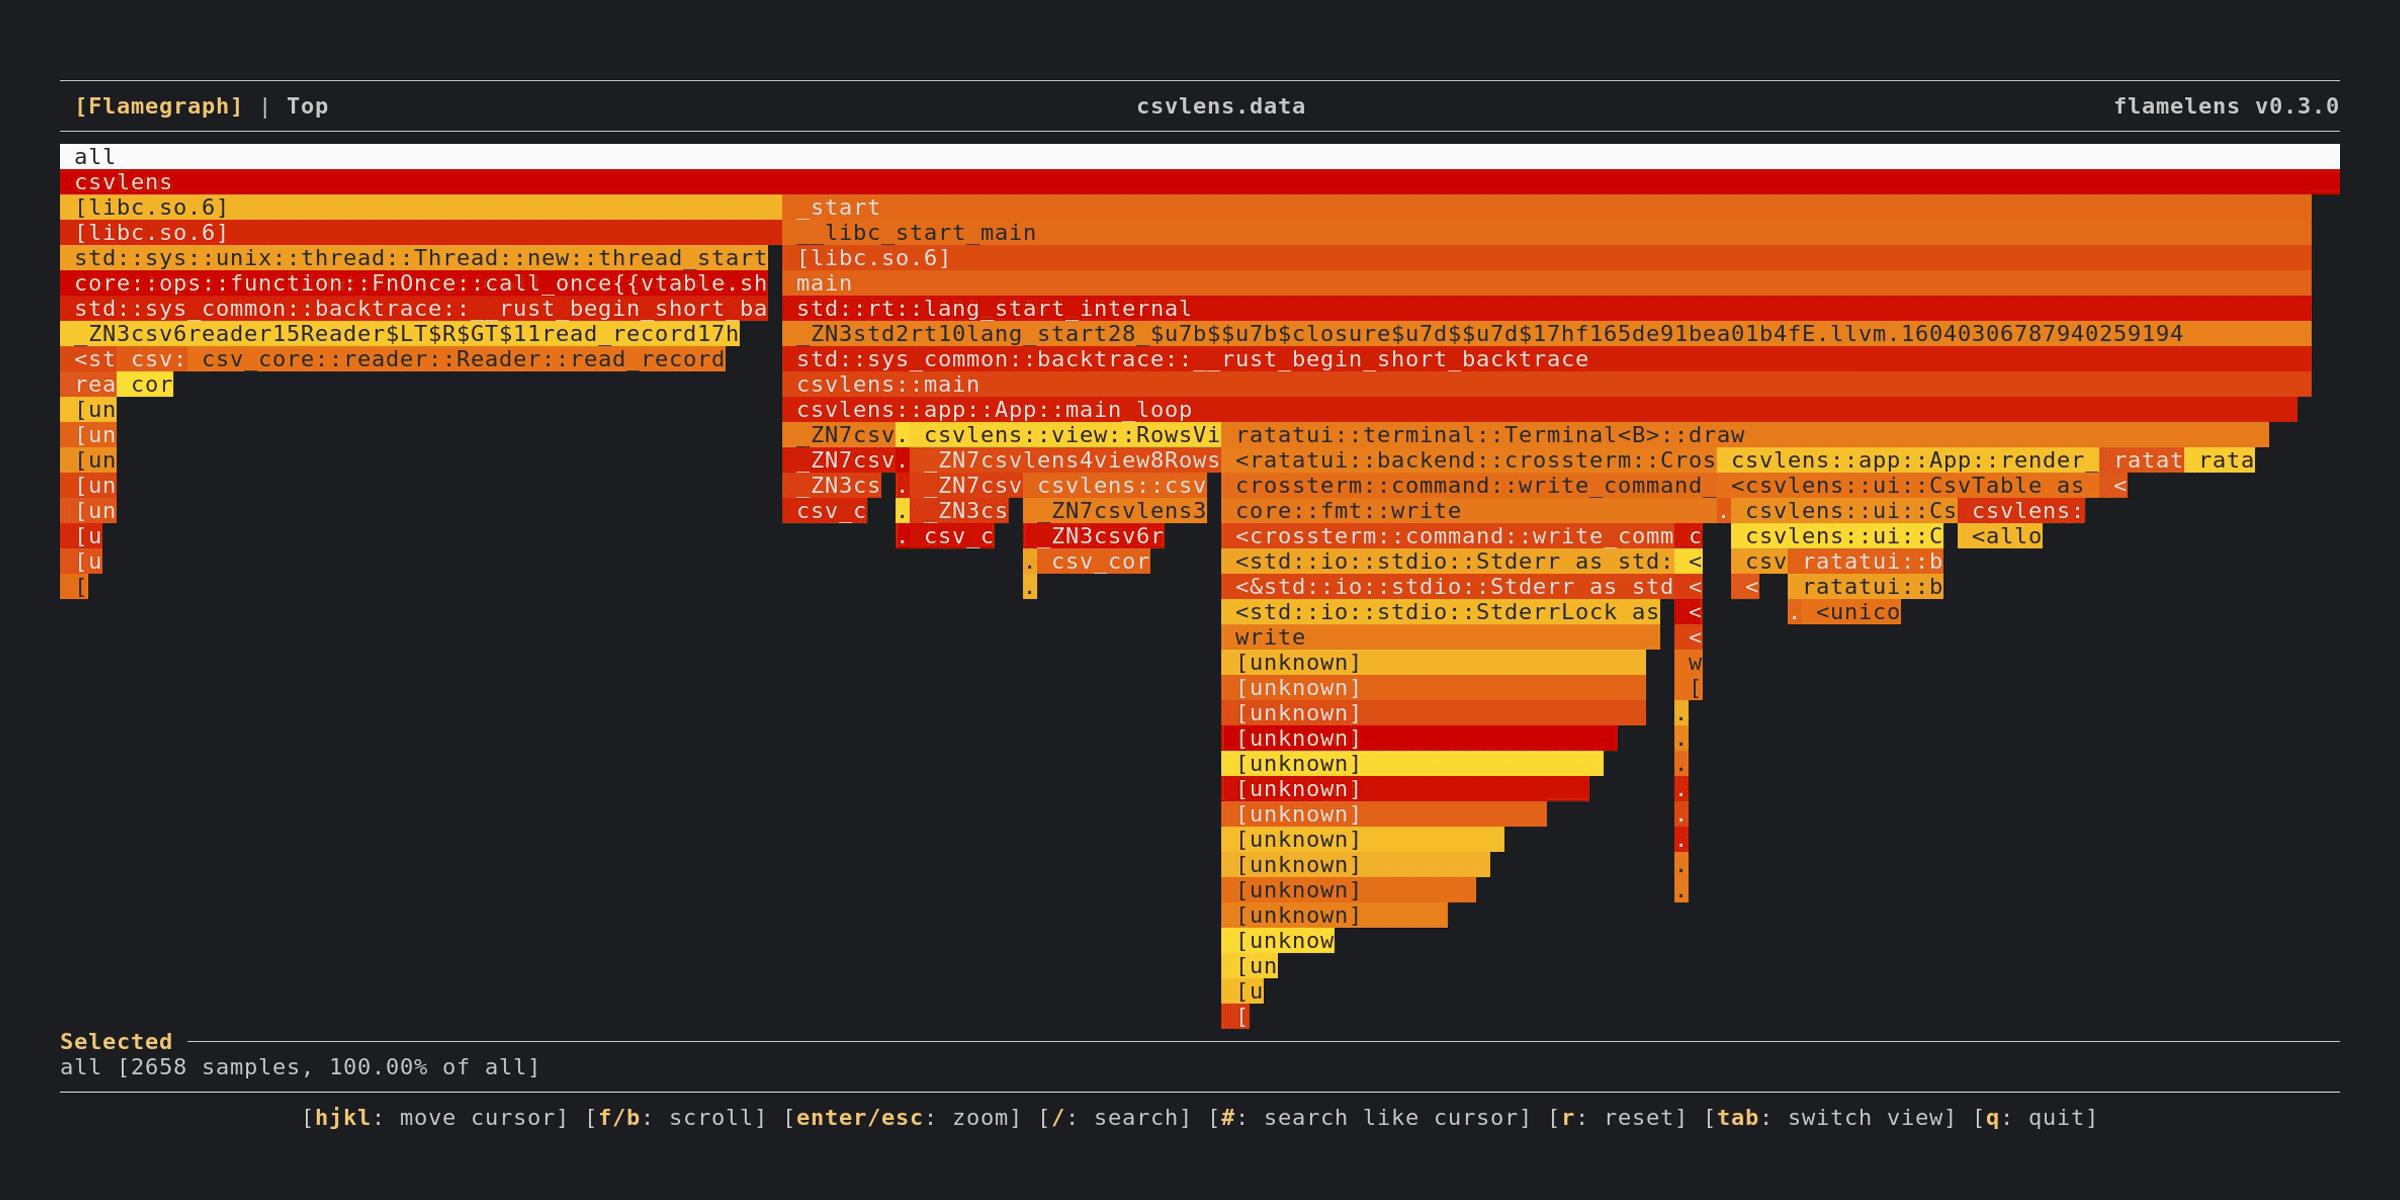 [Flamegraph] | Top csvlens.data flamelens v0.3.0
all
csvlens
[libc.so.6] _start
[libc.so.6] __libc_start_main
std::sys::unix::thread::Thread::new::thread_start [libc.so.6]
core::ops::function::FnOnce::call_once{{vtable.sh main
std::sys_common::backtrace::__rust_begin_short_ba std::rt::lang_start_internal
_ZN3csv6reader15Reader$LT$R$GT$11read_record17h _ZN3std2rt10lang_start28_$u7b$$u7b$closure$u7d$$u7d$17hf165de91bea01b4fE.llvm.16040306787940259194
<st csv: csv_core::reader::Reader::read_record std::sys_common::backtrace::__rust_begin_short_backtrace
rea cor csvlens::main
[un csvlens::app::App::main_loop
[un _ZN7csv. csvlens::view::RowsVi ratatui::terminal::Terminal<B>::draw
[un _ZN7csv. _ZN7csvlens4view8Rows <ratatui::backend::crossterm::Cros csvlens::app::App::render_ ratat rata
[un _ZN3cs . _ZN7csv csvlens::csv crossterm::command::write_command_ <csvlens::ui::CsvTable as <
[un csv_c . _ZN3cs _ZN7csvlens3 core::fmt::write . csvlens::ui::Cs csvlens:
[u . csv_c _ZN3csv6r <crossterm::command::write_comm c csvlens::ui::C <allo
[u . csv_cor <std::io::stdio::Stderr as std: < csv ratatui::b
[ . <&std::io::stdio::Stderr as std < < ratatui::b
<std::io::stdio::StderrLock as < . <unico
write <
[unknown] w
[unknown] [
[unknown] .
[unknown] .
[unknown] .
[unknown] .
[unknown] .
[unknown] .
[unknown] .
[unknown] .
[unknown]
[unknow
[un
[u
[
Selected
all [2658 samples, 100.00% of all]
[hjkl: move cursor] [f/b: scroll] [enter/esc: zoom] [/: search] [#: search like cursor] [r: reset] [tab: switch view] [q: quit]